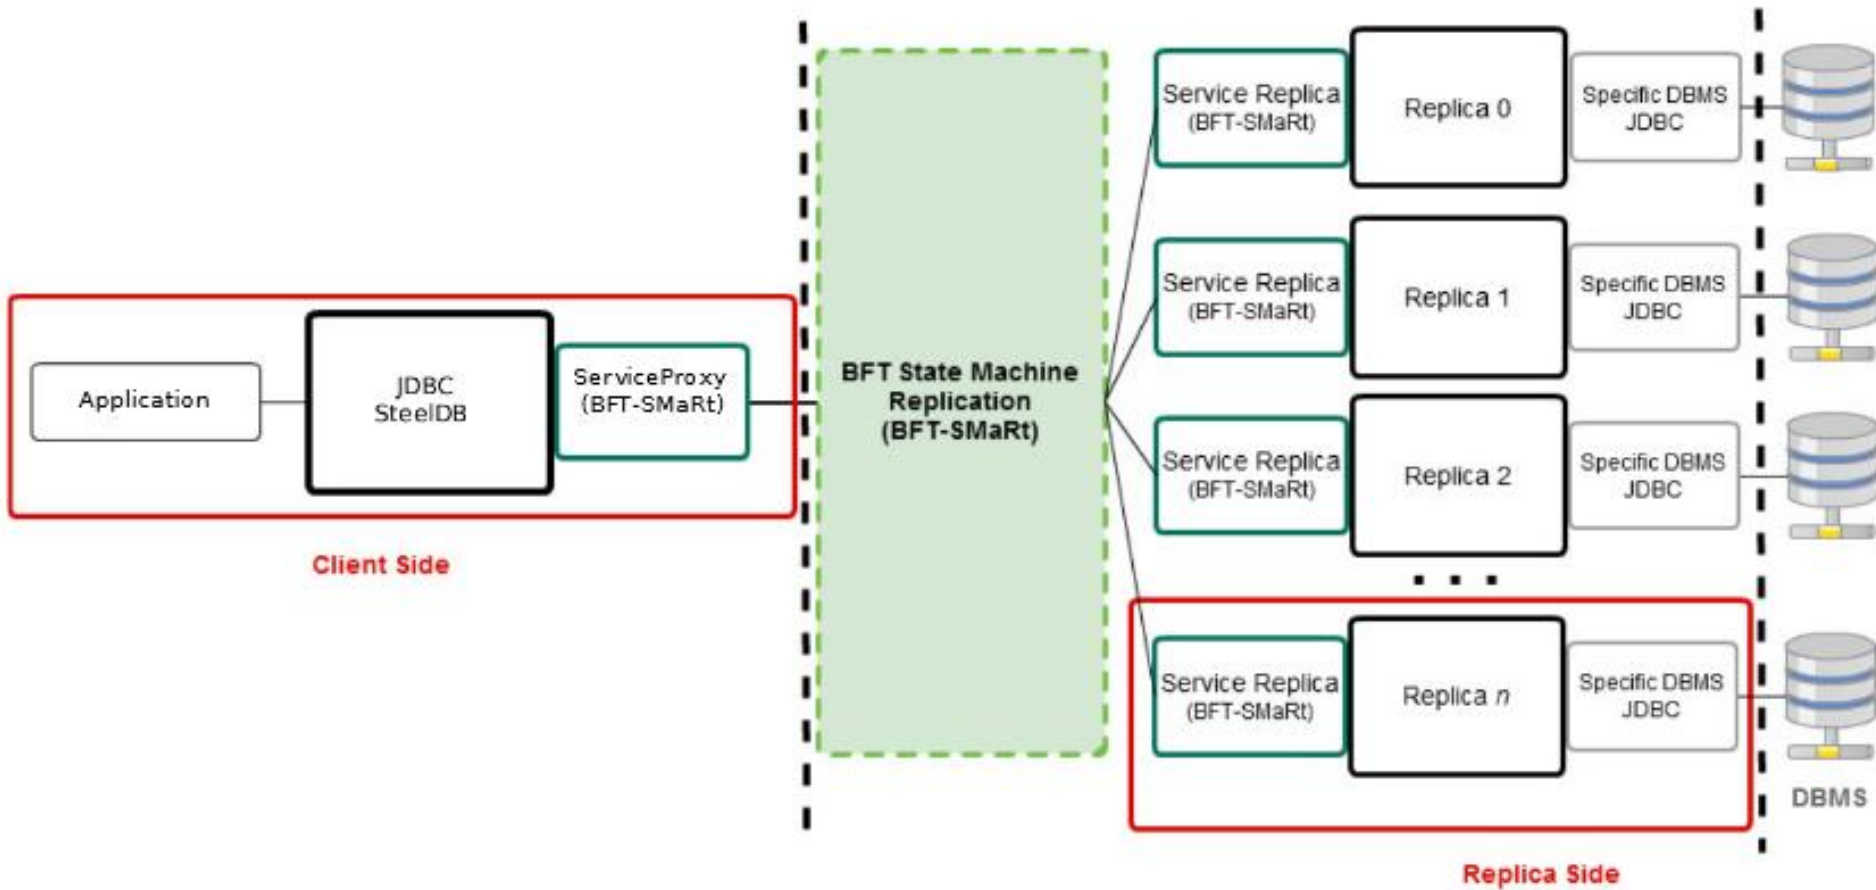 Application
JDBC
SteelDB
ServiceProxy
(BFT-SMaRt)
Client Side
BFT State Machine
Replication
(BFT-SMaRt)
Service Replica
(BFT-SMaRt)
Replica 0
Specific DBMS
JDBC
Service Replica
(BFT-SMaRt)
Replica 1
Specific DBMS
JDBC
Service Replica
(BFT-SMaRt)
Replica 2
Specific DBMS
JDBC
. . .
Service Replica
(BFT-SMaRt)
Replica n
Specific DBMS
JDBC
DBMS
Replica Side